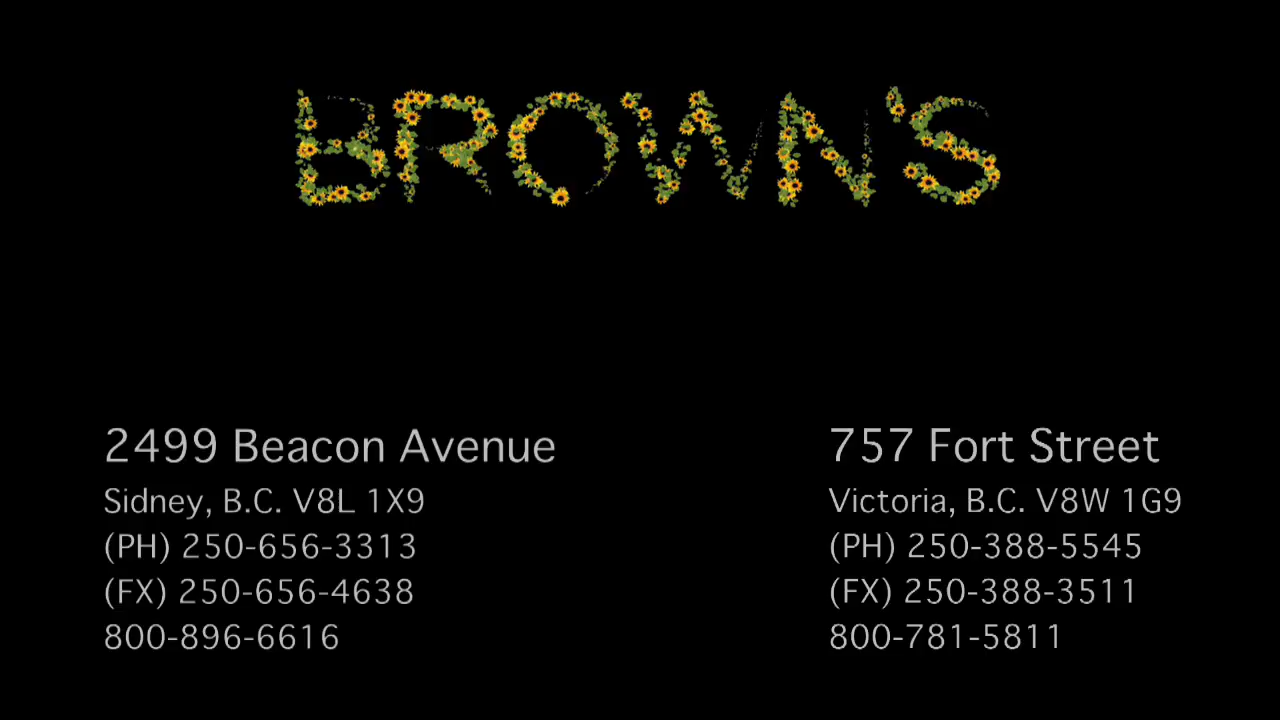 BROWN'S
2499 Beacon Avenue
Sidney, B.C. V8L 1X9
(PH) 250-656-3313
(FX) 250-656-4638
800-896-6616
757 Fort Street
Victoria, B.C. V8W 1G9
(PH) 250-388-5545
(FX) 250-388-3511
800-781-5811